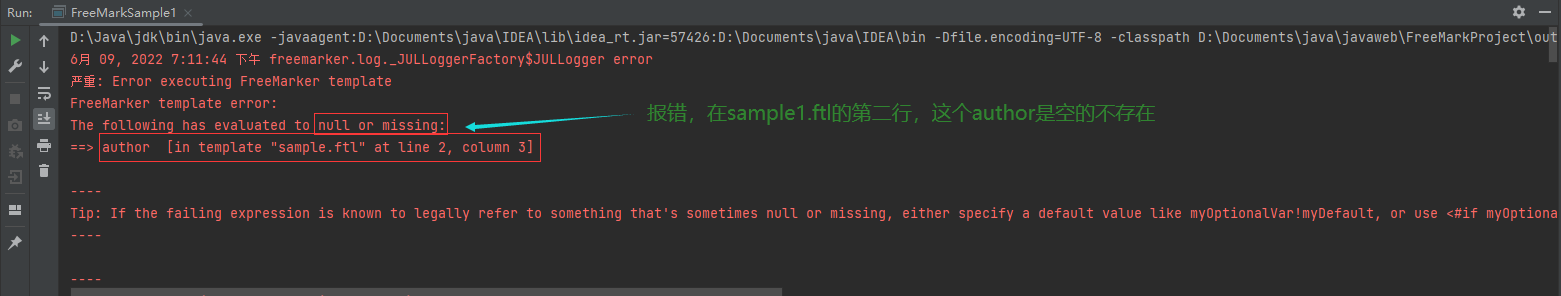 Run: FreeMarkSample1
D:\Java\jdk\bin\java.exe -javaagent:D:\Documents\java\IDEA\lib\idea_rt.jar=57426:D:\Documents\java\IDEA\bin -Dfile.encoding=UTF-8 -classpath D:\Documents\java\javaweb\FreeMarkProject\out
6月 09, 2022 7:11:44 下午 freemarker.log._JULLoggerFactory$JULLogger error
严重: Error executing FreeMarker template
FreeMarker template error:
The following has evaluated to null or missing:
报错，在sample1.ftl的第二行，这个author是空的不存在
==> author  [in template "sample.ftl" at line 2, column 3]
----
Tip: If the failing expression is known to legally refer to something that's sometimes null or missing, either specify a default value like myOptionalVar!myDefault, or use <#if myOptiona
----
----